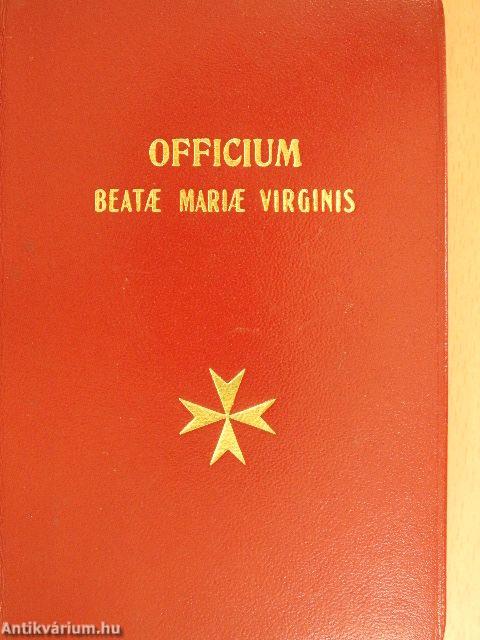 OFFICIUM
BEATÆ MARIÆ VIRGINIS
Antikvárium.hu